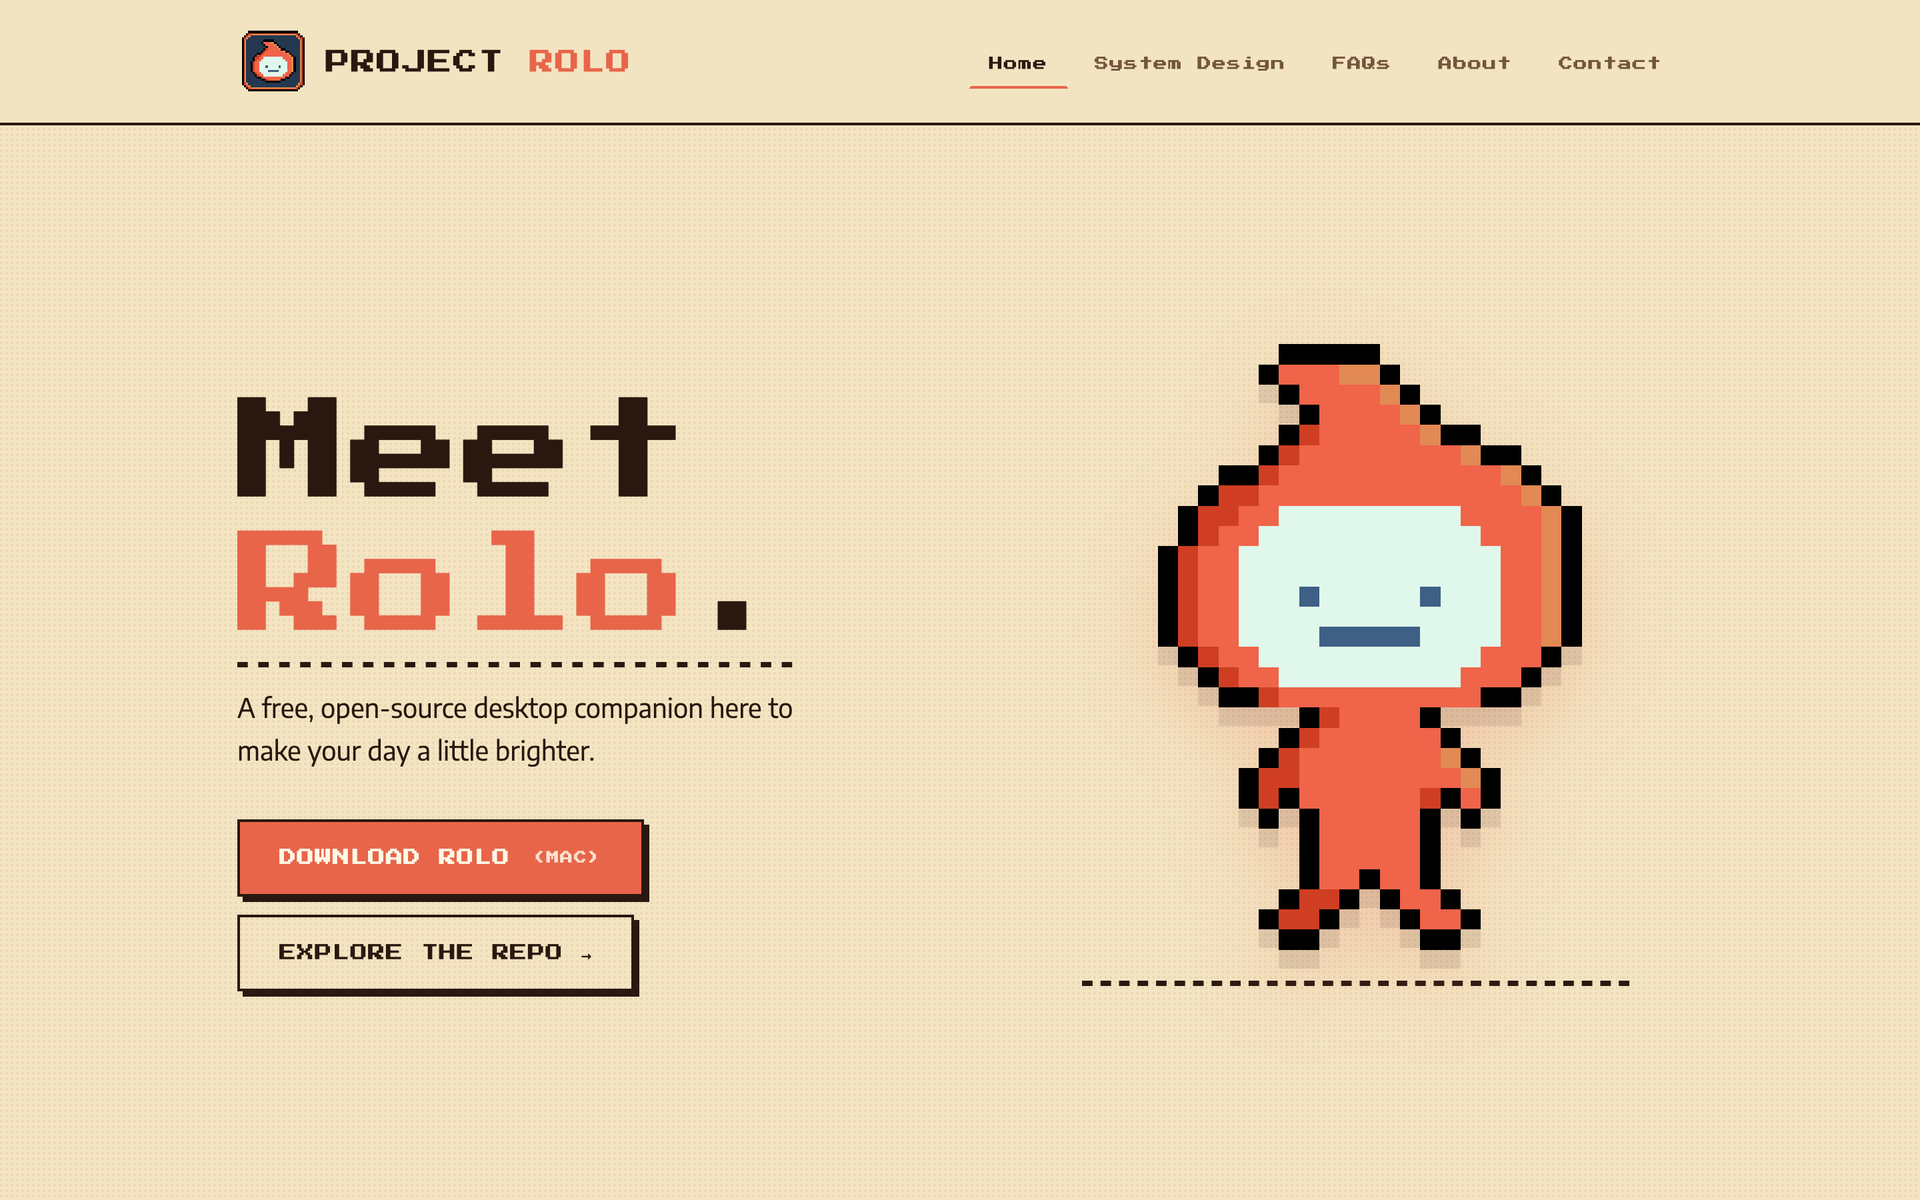 PROJECT ROLO
Home
System Design
FAQs
About
Contact
Meet
Rolo.
A free, open-source desktop companion here to
make your day a little brighter.
DOWNLOAD ROLO (MAC)
EXPLORE THE REPO →